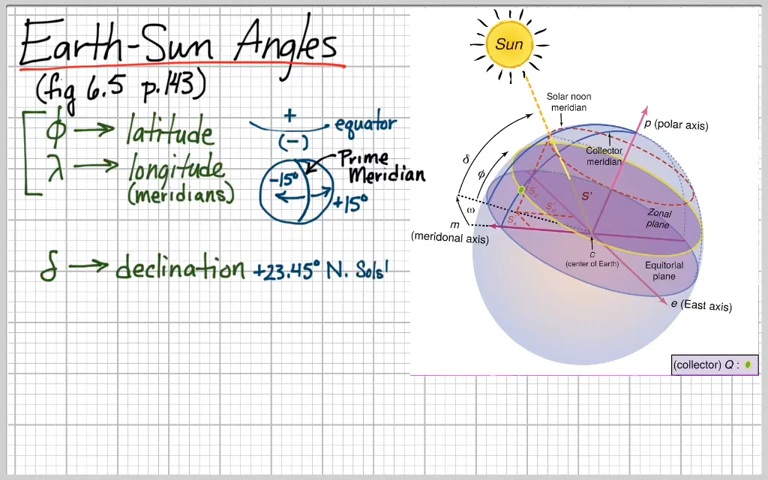 Earth-Sun Angles
(fig 6.5 p.143)
ϕ → latitude
λ → longitude
(meridians)
+
(-)
equator
Prime
Meridian
-15°
+15°
δ → declination +23.45° N. Sols'
Sun
Solar noon
meridian
p (polar axis)
Collector
meridian
δ
ϕ
ω
S'
Zonal
plane
m
(meridonal axis)
c
(center of Earth)
Equitorial
plane
e (East axis)
(collector) Q :